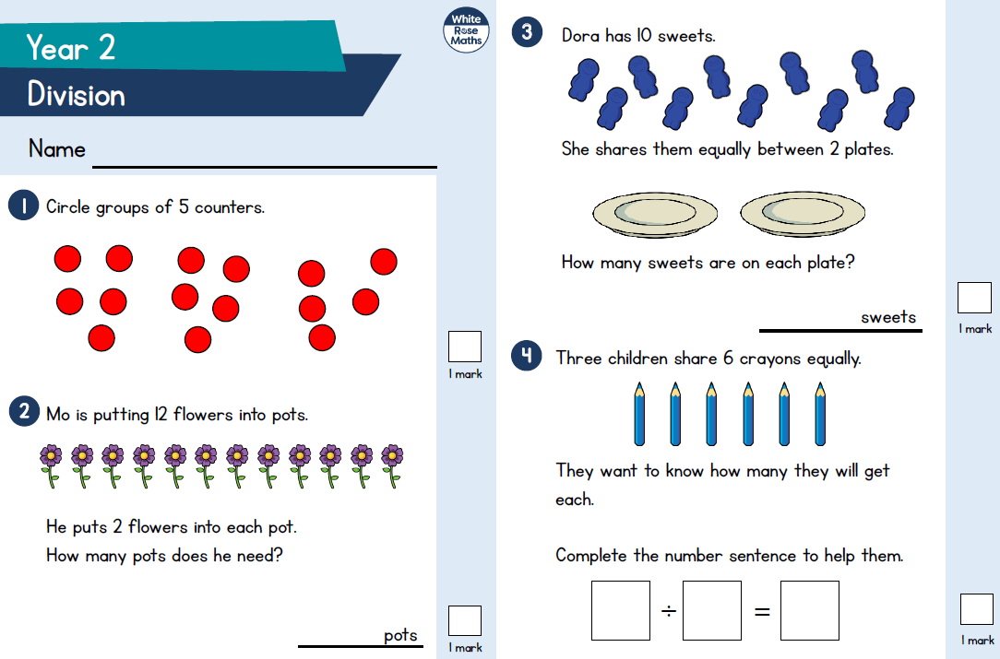 Year 2
Division
White
Rose
Maths
Name
1
Circle groups of 5 counters.
1 mark
2
Mo is putting 12 flowers into pots.
He puts 2 flowers into each pot.
How many pots does he need?
pots
1 mark
3
Dora has 10 sweets.
She shares them equally between 2 plates.
How many sweets are on each plate?
sweets
1 mark
4
Three children share 6 crayons equally.
They want to know how many they will get
each.
Complete the number sentence to help them.
÷ =
1 mark